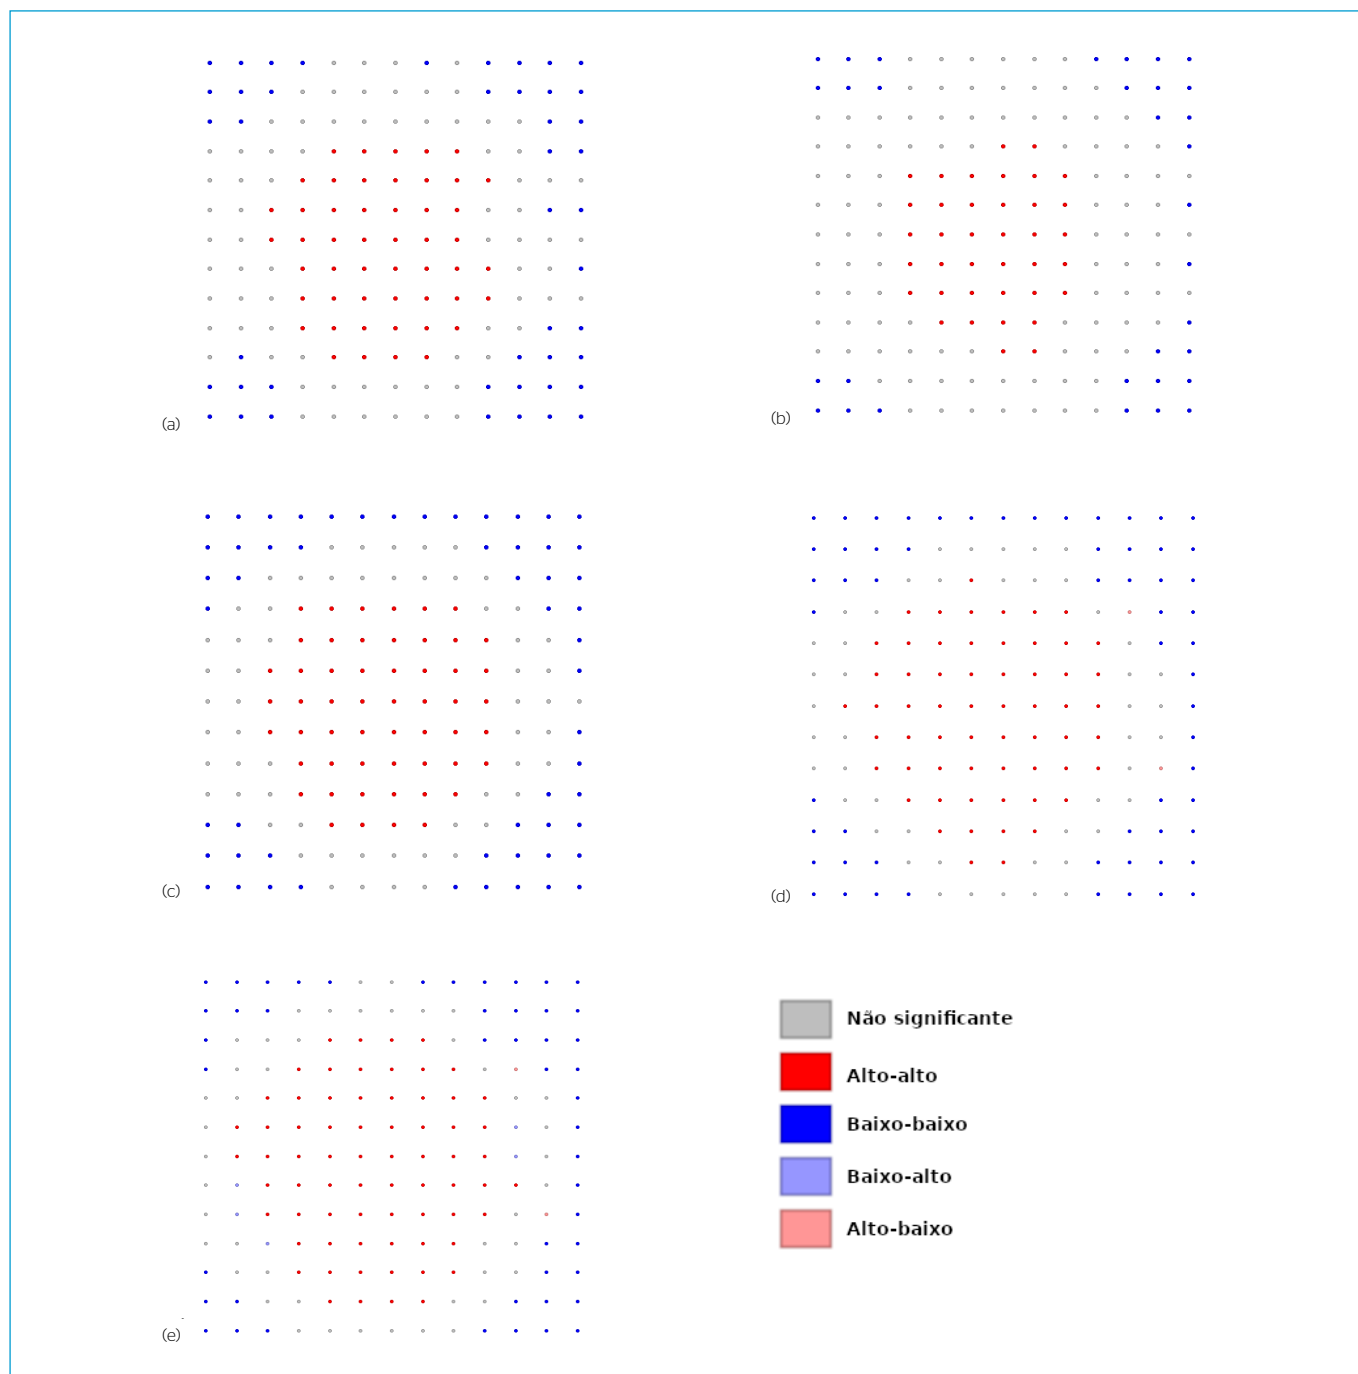 (a)
(b)
(c)
(d)
Não significante
Alto-alto
Baixo-baixo
Baixo-alto
Alto-baixo
(e)